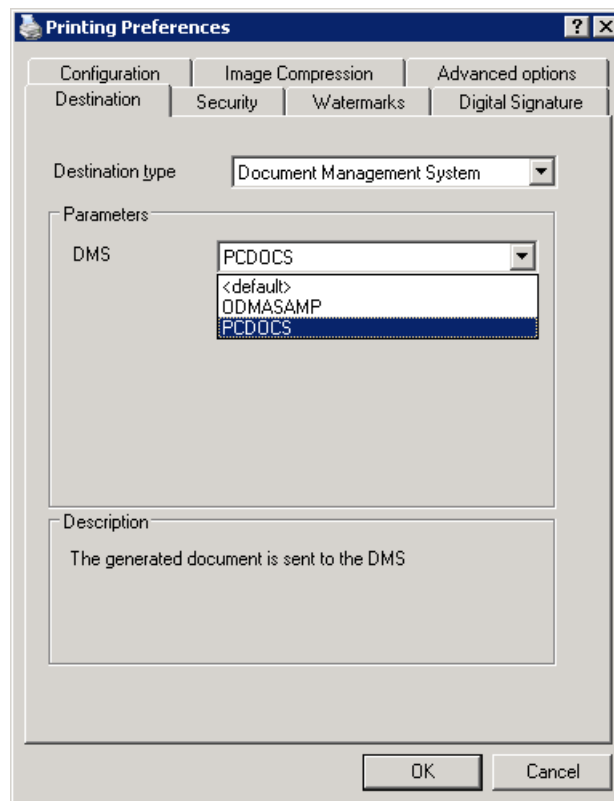 Printing Preferences
Configuration Image Compression Advanced options
Destination Security Watermarks Digital Signature
Destination type Document Management System
Parameters
DMS PCDOCS
<default>
ODMASAMP
PCDOCS
Description
The generated document is sent to the DMS
OK Cancel